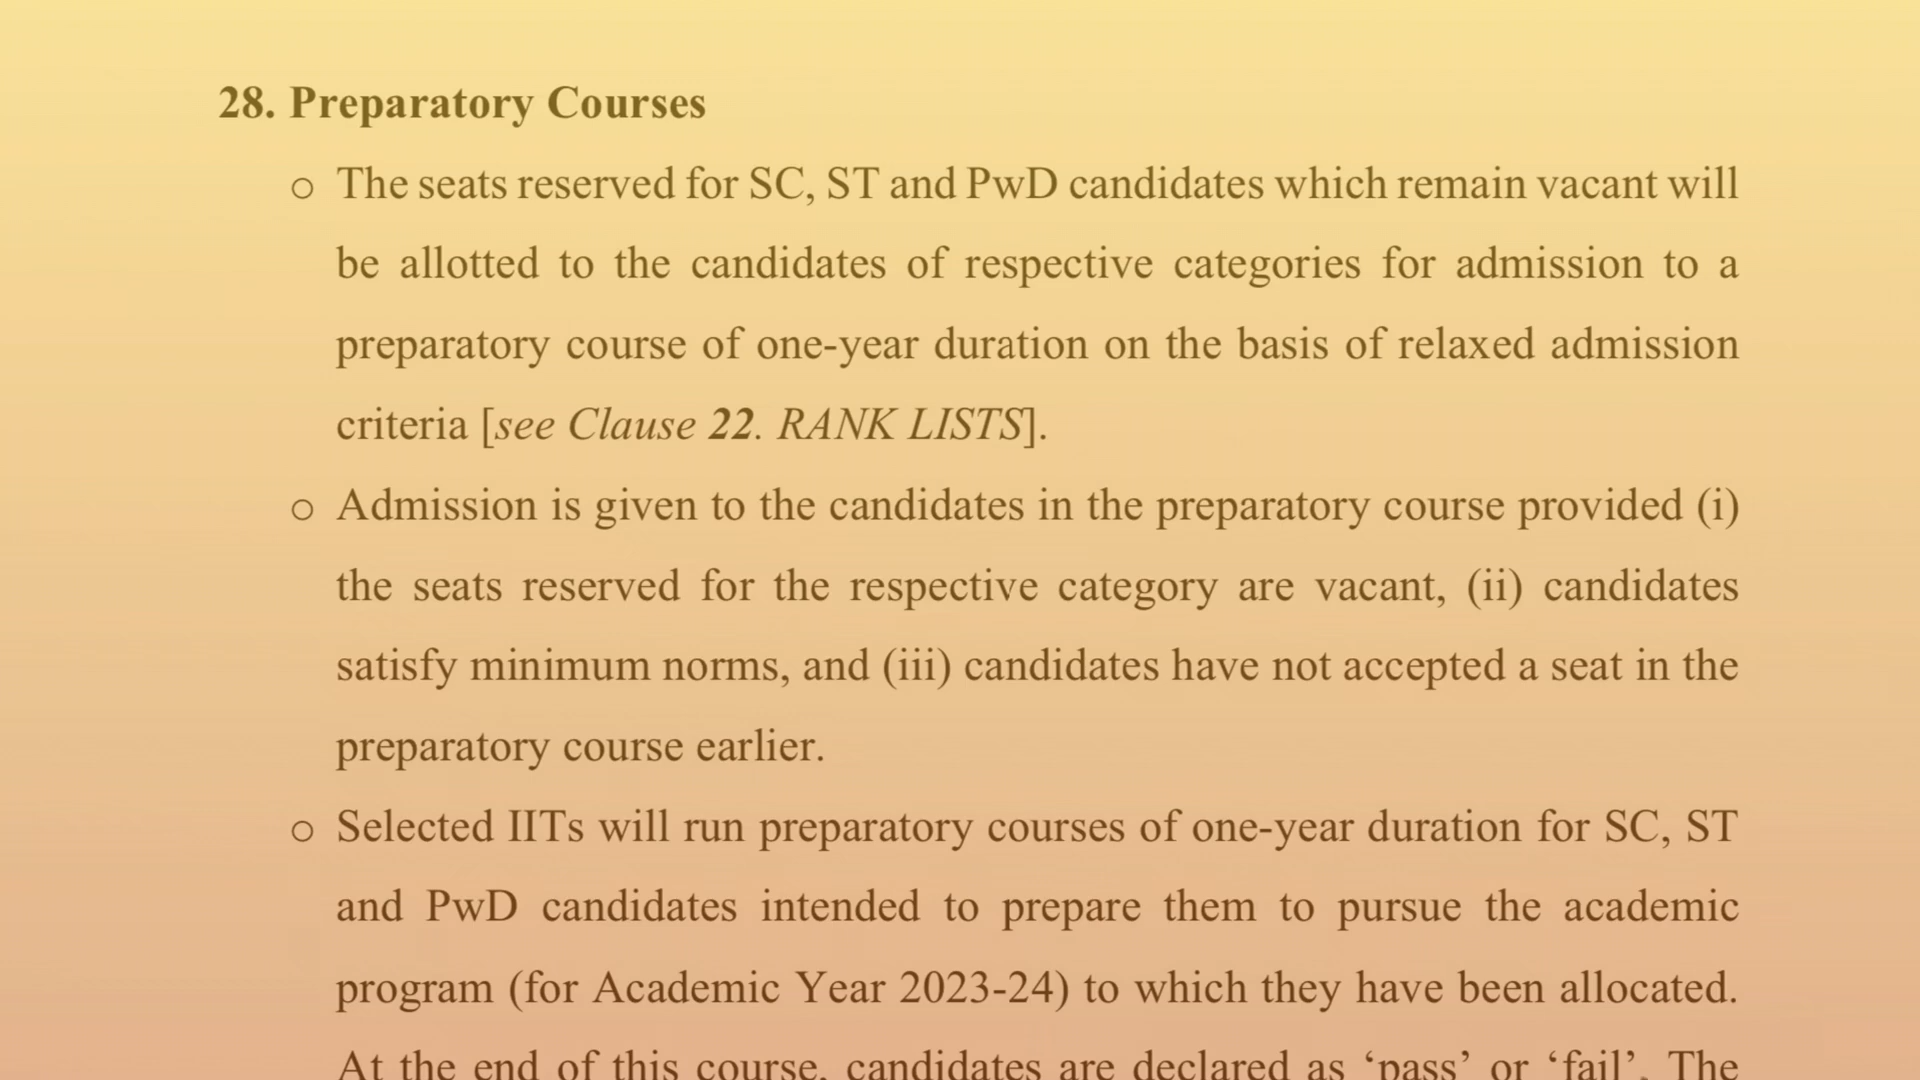 28. Preparatory Courses
o The seats reserved for SC, ST and PwD candidates which remain vacant will
be allotted to the candidates of respective categories for admission to a
preparatory course of one-year duration on the basis of relaxed admission
criteria [see Clause 22. RANK LISTS].
o Admission is given to the candidates in the preparatory course provided (i)
the seats reserved for the respective category are vacant, (ii) candidates
satisfy minimum norms, and (iii) candidates have not accepted a seat in the
preparatory course earlier.
o Selected IITs will run preparatory courses of one-year duration for SC, ST
and PwD candidates intended to prepare them to pursue the academic
program (for Academic Year 2023-24) to which they have been allocated.
At the end of this course, candidates are declared as ‘pass’ or ‘fail’. The